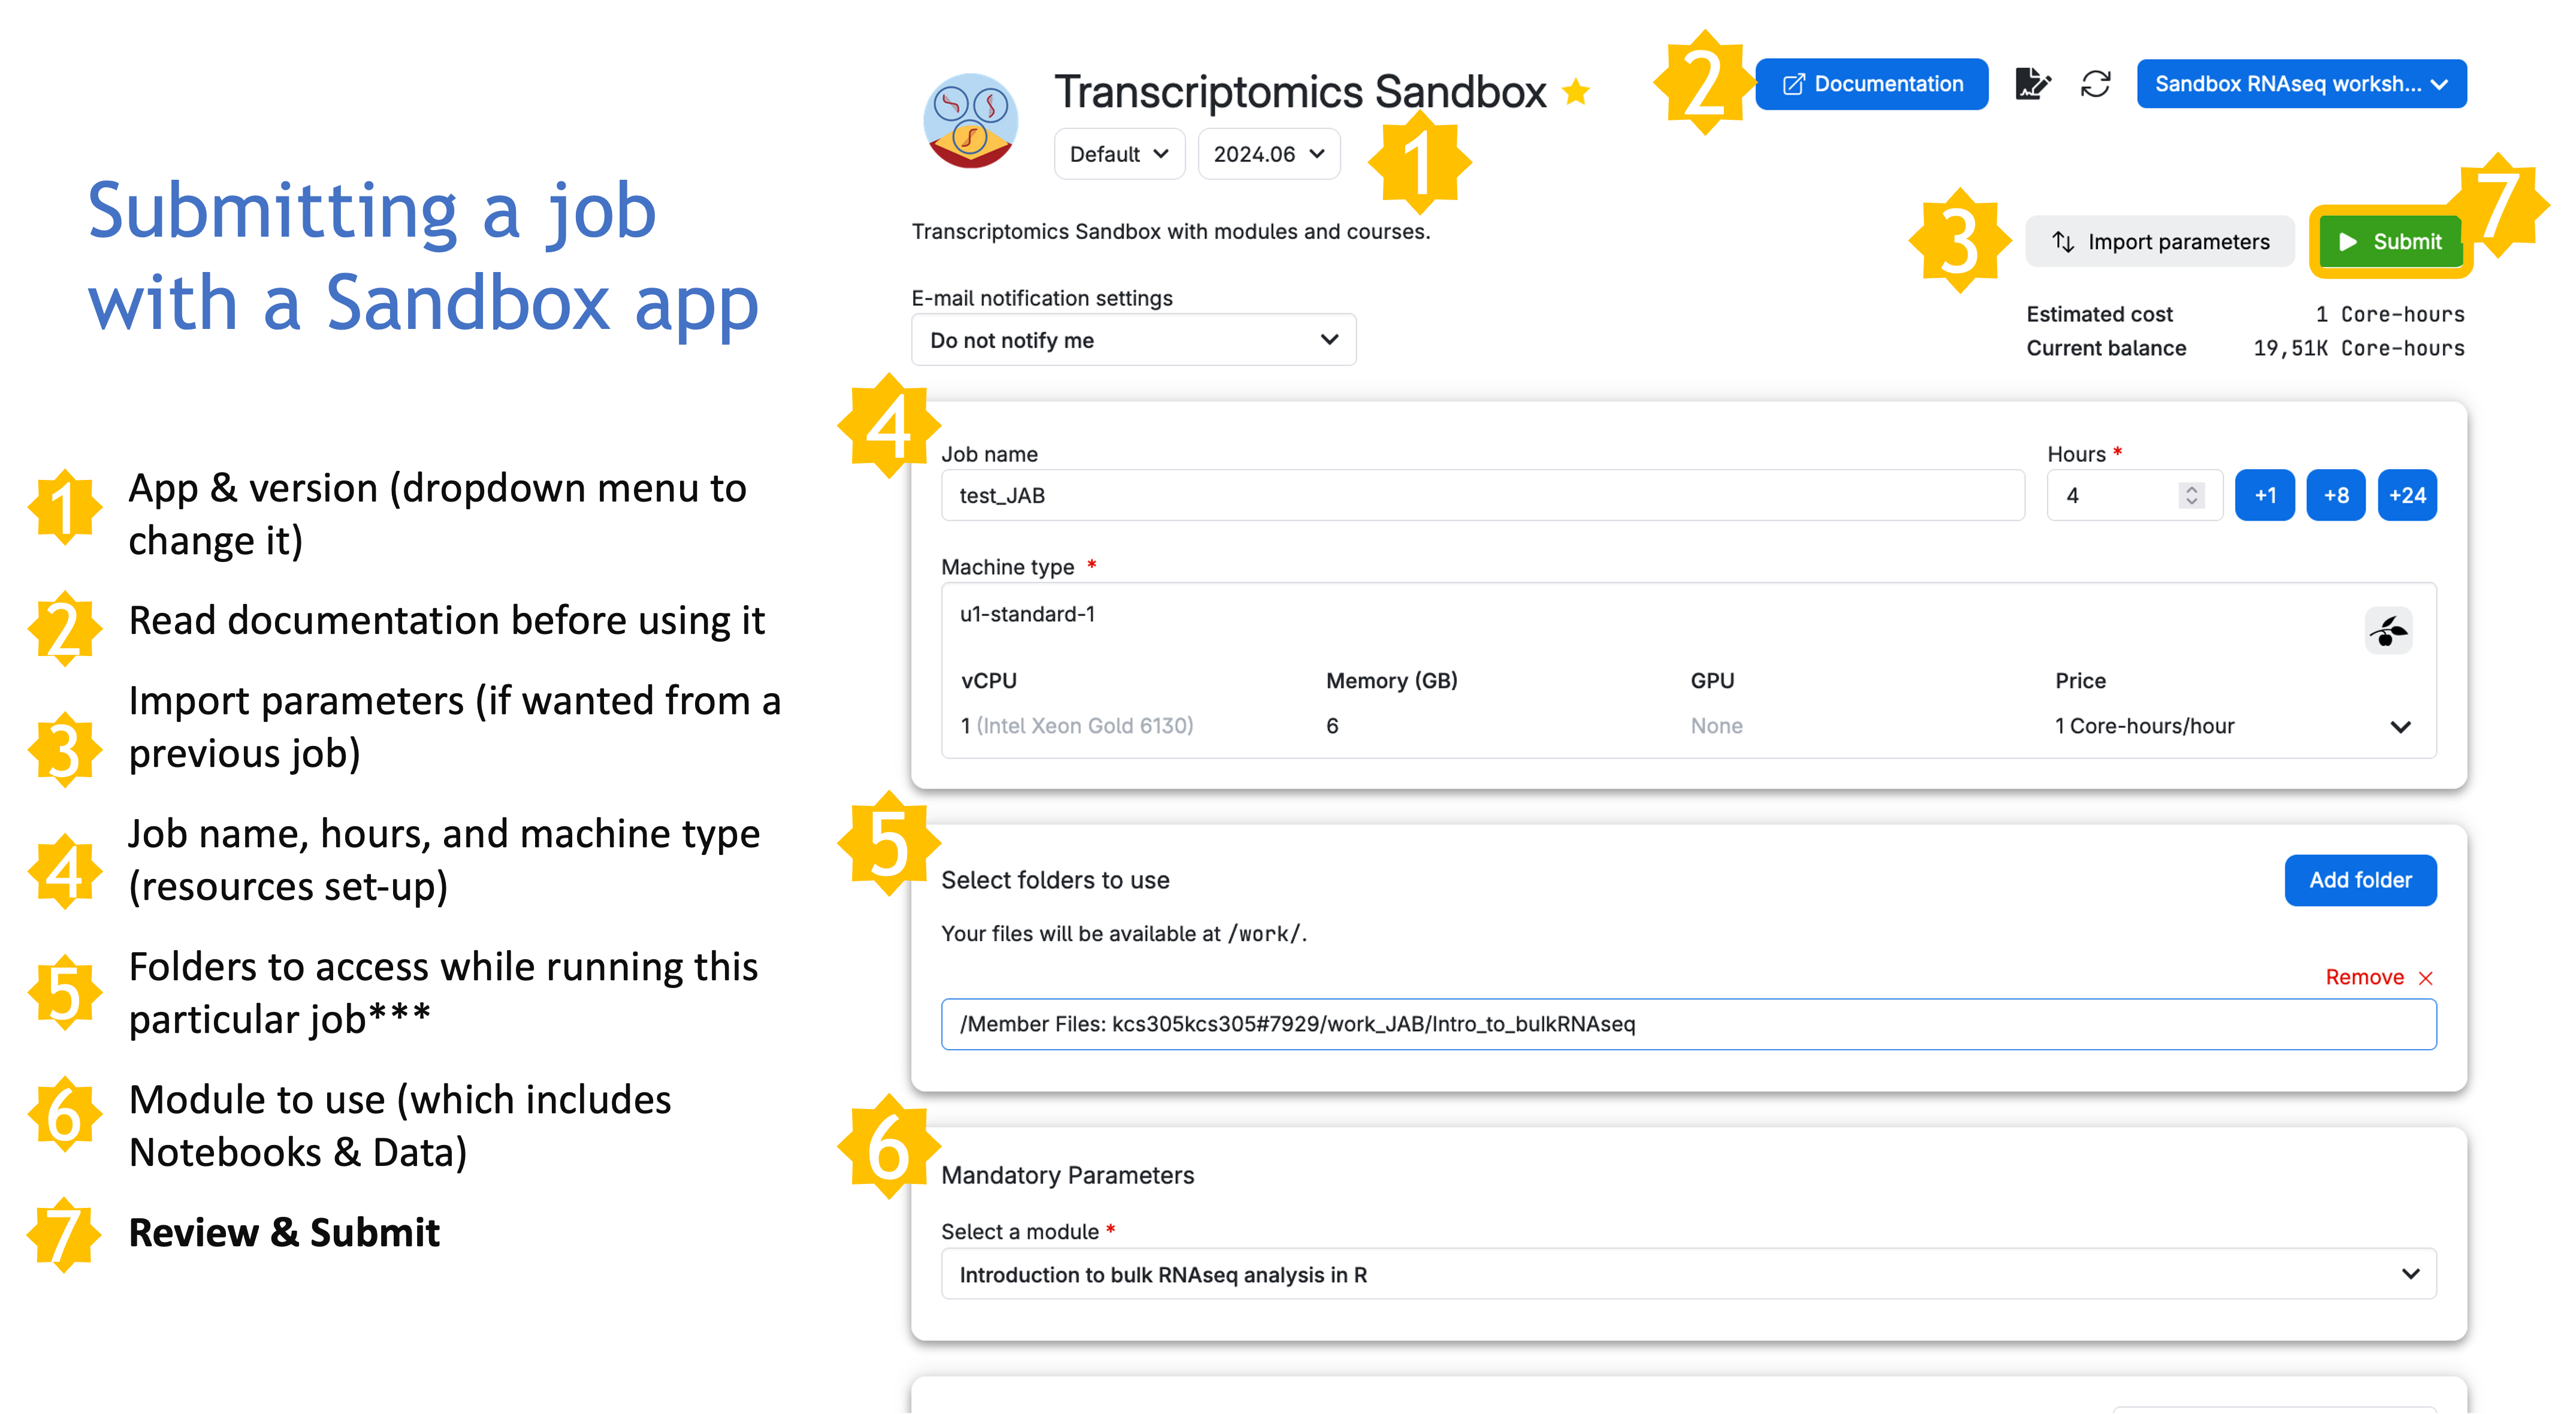 Submitting a job
with a Sandbox app
1
App & version (dropdown menu to
change it)
2
Read documentation before using it
3
Import parameters (if wanted from a
previous job)
4
Job name, hours, and machine type
(resources set-up)
5
Folders to access while running this
particular job***
6
Module to use (which includes
Notebooks & Data)
7
Review & Submit
Transcriptomics Sandbox
2
Documentation
Sandbox RNAseq worksh...
Default
2024.06
1
Transcriptomics Sandbox with modules and courses.
3
Import parameters
Submit
7
E-mail notification settings
Do not notify me
Estimated cost 1 Core-hours
Current balance 19,51K Core-hours
4
Job name
Hours *
test_JAB
4
+1
+8
+24
Machine type *
u1-standard-1
vCPU Memory (GB) GPU Price
1 (Intel Xeon Gold 6130) 6 None 1 Core-hours/hour
5
Select folders to use
Add folder
Your files will be available at /work/.
Remove
/Member Files: kcs305kcs305#7929/work_JAB/Intro_to_bulkRNAseq
6
Mandatory Parameters
Select a module *
Introduction to bulk RNAseq analysis in R